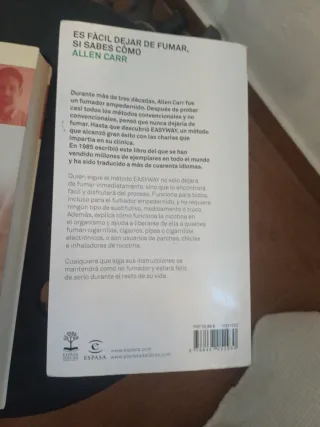 ES FÁCIL DEJAR DE FUMAR,
SI SABES CÓMO
ALLEN CARR
Durante más de tres décadas, Allen Carr fue
un fumador empedernido. Después de probar
casi todos los métodos convencionales y no
convencionales, pensó que nunca dejaría de
fumar. Hasta que descubrió EASYWAY, un método
que alcanzó gran éxito con las charlas que
impartía en su clínica.
En 1985 escribió este libro del que se han
vendido millones de ejemplares en todo el mundo
y ha sido traducido a más de cuarenta idiomas.
Quien sigue el método EASYWAY no solo dejará
de fumar inmediatamente, sino que lo encontrará
fácil y disfrutará del proceso. Funciona para todos,
incluso para el fumador empedernido, y no requiere
ningún tipo de sustitutivo, medicamento o truco.
Además, explica cómo funciona la nicotina en
el organismo y ayuda a liberarse de ella a quienes
fuman cigarrillos, cigarros, pipas o cigarrillos
electrónicos, o son usuarios de parches, chicles
o inhaladores de nicotina.
Cualquiera que siga sus instrucciones se
mantendrá como no fumador y estará feliz
de serlo durante el resto de su vida.
ESPASA
www.espasa.com